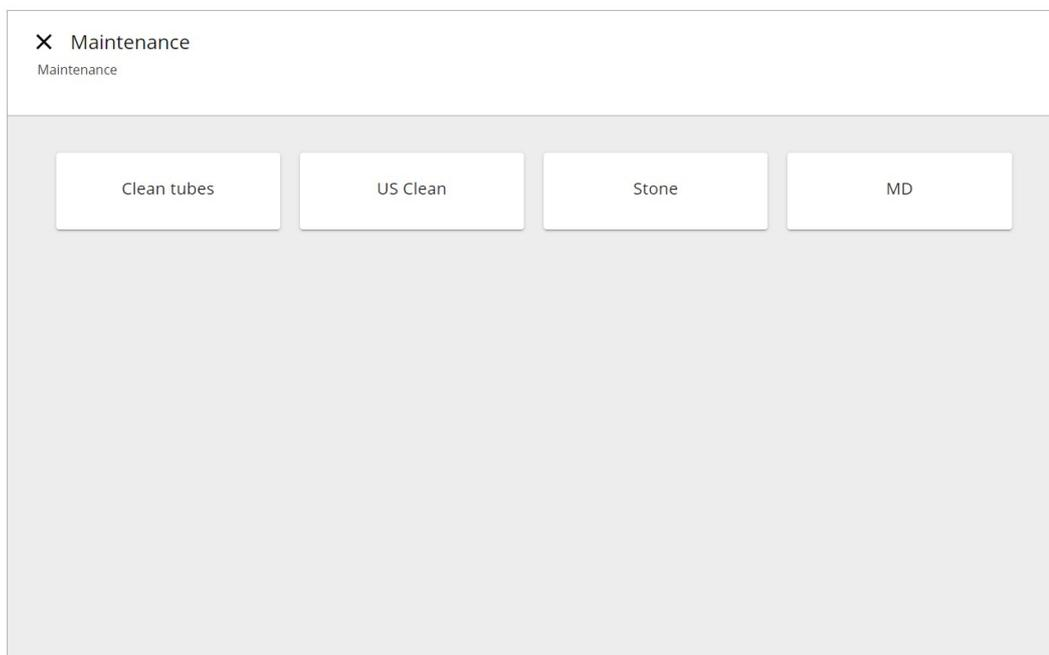 Maintenance
Maintenance
Clean tubes
US Clean
Stone
MD